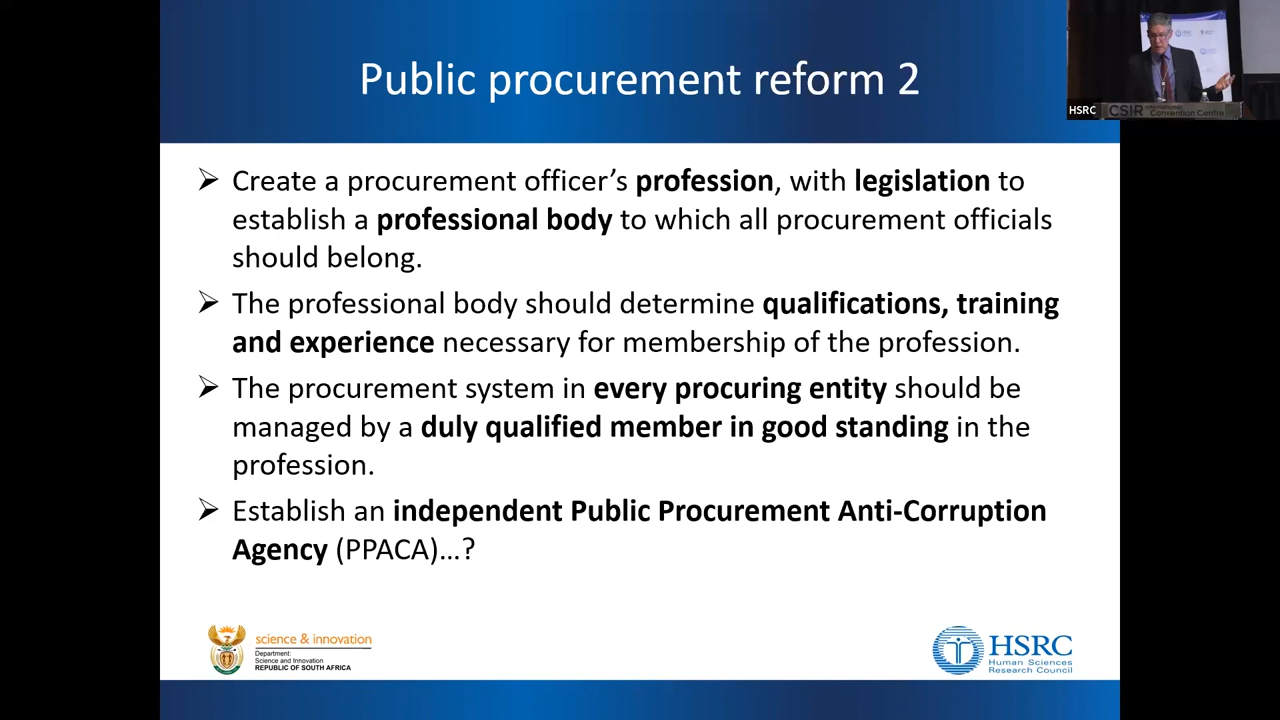 Public procurement reform 2
HSRC
CSIR International
Convention Centre
HSRC
➢ Create a procurement officer’s profession, with legislation to
establish a professional body to which all procurement officials
should belong.
➢ The professional body should determine qualifications, training
and experience necessary for membership of the profession.
➢ The procurement system in every procuring entity should be
managed by a duly qualified member in good standing in the
profession.
➢ Establish an independent Public Procurement Anti-Corruption
Agency (PPACA)...?
science & innovation
Department:
Science and Innovation
REPUBLIC OF SOUTH AFRICA
HSRC
Human Sciences
Research Council